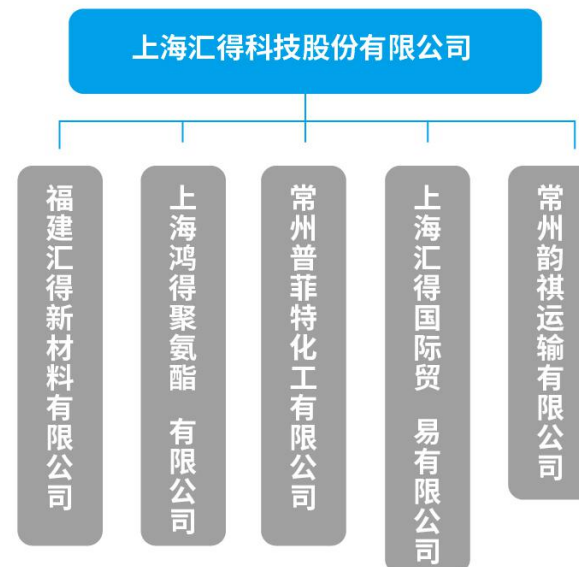 上海汇得科技股份有限公司
福建汇得新材料有限公司
上海鸿得聚氨酯 有限公司
常州普菲特化工有限公司
上海汇得国际贸 易有限公司
常州韵祺运输有限公司